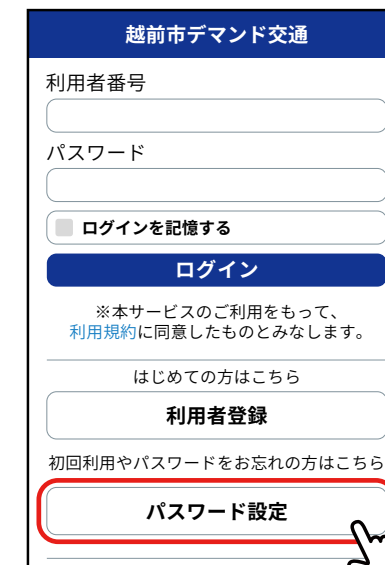 越前市デマンド交通
利用者番号
パスワード
ログインを記憶する
ログイン
※本サービスのご利用をもって、
利用規約に同意したものとみなします。
はじめての方はこちら
利用者登録
初回利用やパスワードをお忘れの方はこちら
パスワード設定